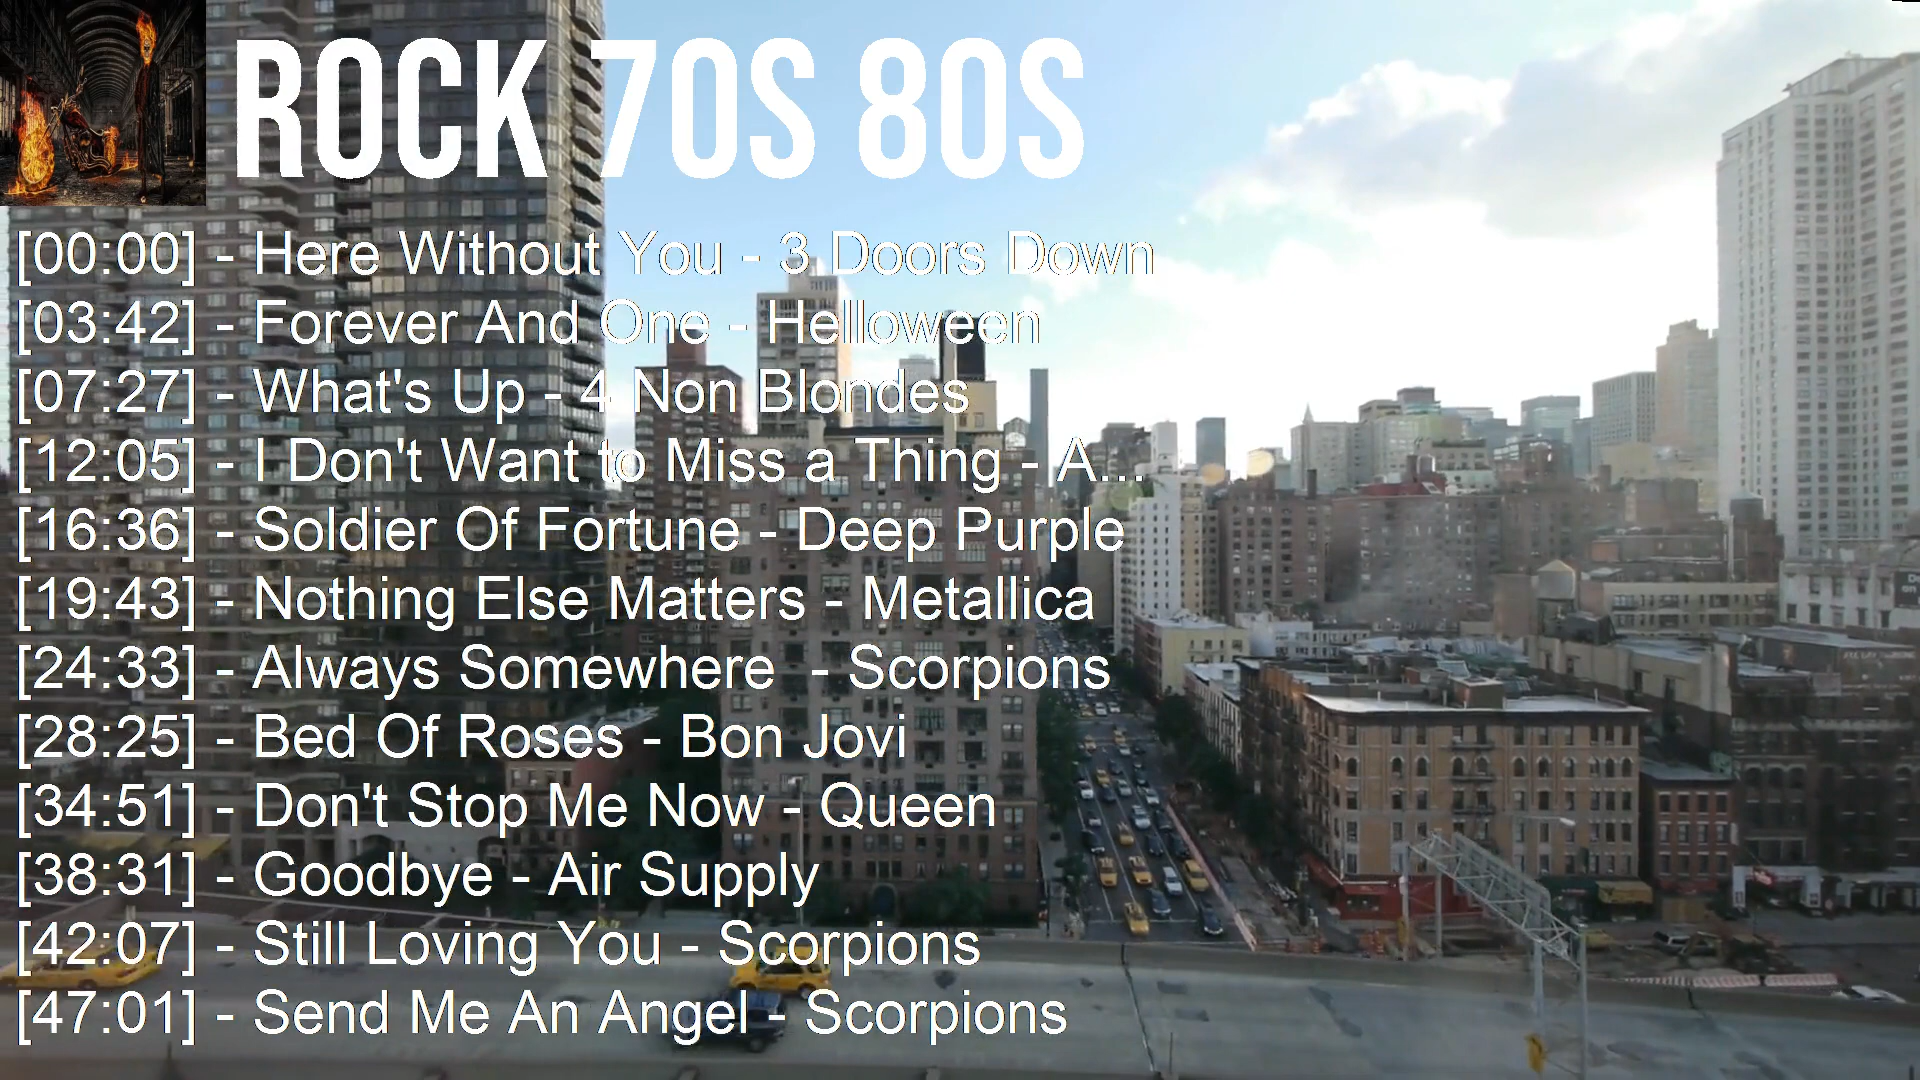 ROCK 70S 80S
[00:00] - Here Without You - 3 Doors Down
[03:42] - Forever And One - Helloween
[07:27] - What's Up - 4 Non Blondes
[12:05] - I Don't Want to Miss a Thing - A...
[16:36] - Soldier Of Fortune - Deep Purple
[19:43] - Nothing Else Matters - Metallica
[24:33] - Always Somewhere  - Scorpions
[28:25] - Bed Of Roses - Bon Jovi
[34:51] - Don't Stop Me Now - Queen
[38:31] - Goodbye - Air Supply
[42:07] - Still Loving You - Scorpions
[47:01] - Send Me An Angel - Scorpions